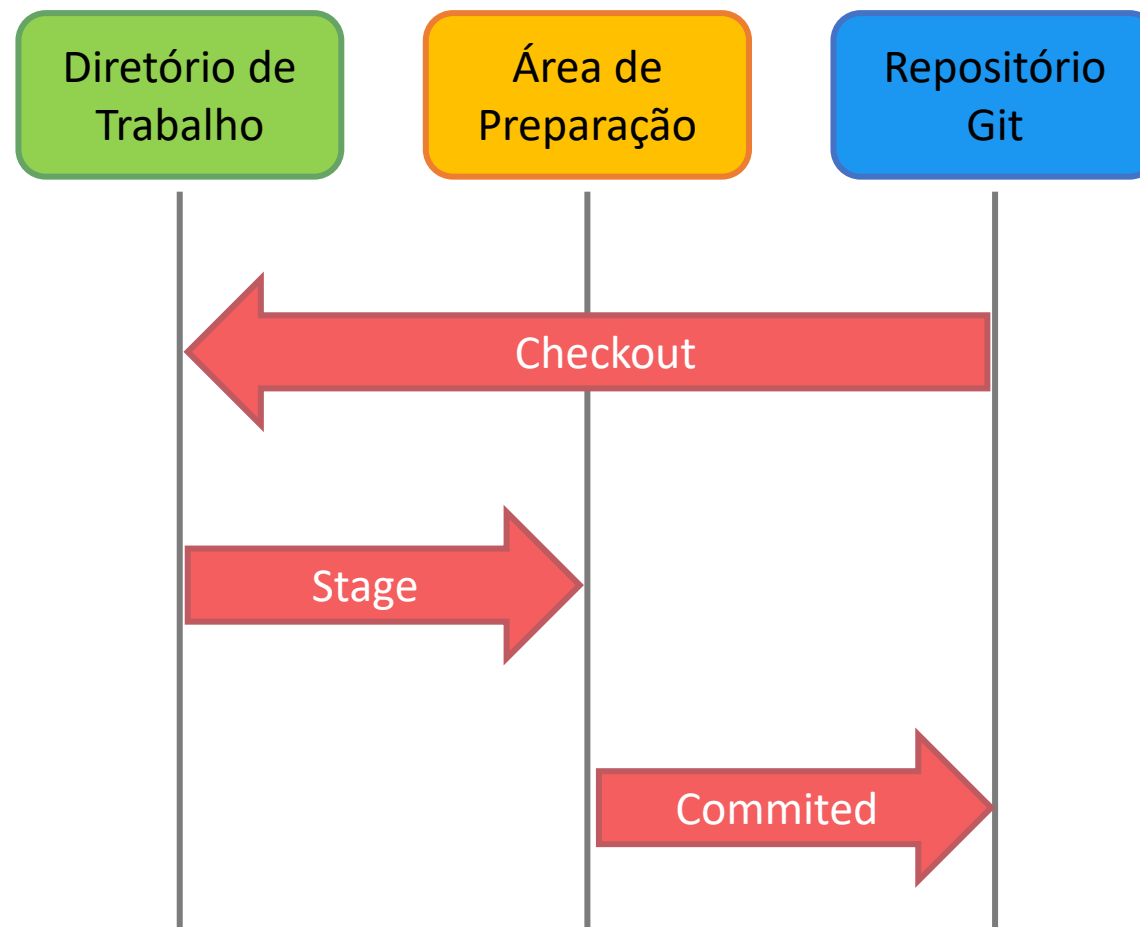 Diretório de
Trabalho
Área de
Preparação
Repositório
Git
Checkout
Stage
Commited